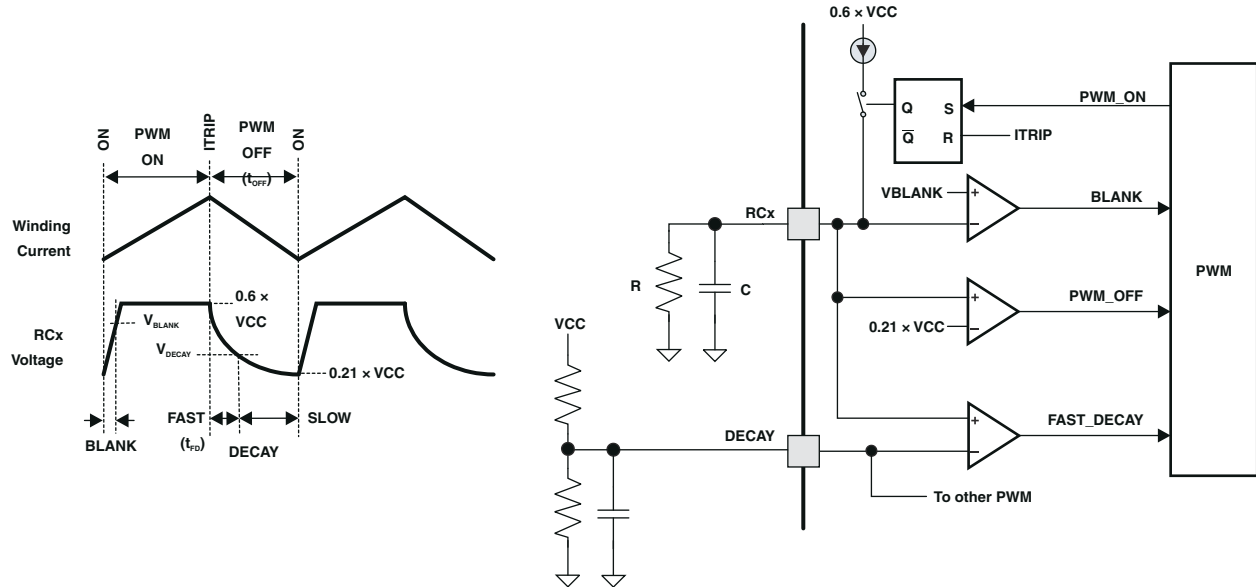 ON
PWM
ON
ITRIP
PWM
OFF
(tOFF)
ON
Winding
Current
RCx
Voltage
0.6 ×
VCC
VBLANK
VDECAY
0.21 × VCC
BLANK
FAST
(tFD)
DECAY
SLOW
0.6 × VCC
Q
S
Q
R
PWM_ON
ITRIP
VBLANK
+
−
BLANK
RCx
R
C
+
−
0.21 × VCC
PWM_OFF
PWM
VCC
DECAY
+
−
FAST_DECAY
To other PWM